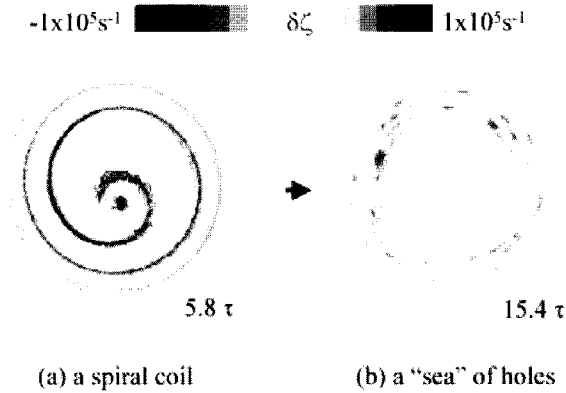 -1x10⁵s⁻¹ δζ 1x10⁵s⁻¹
5.8 τ 15.4 τ
(a) a spiral coil (b) a “sea” of holes